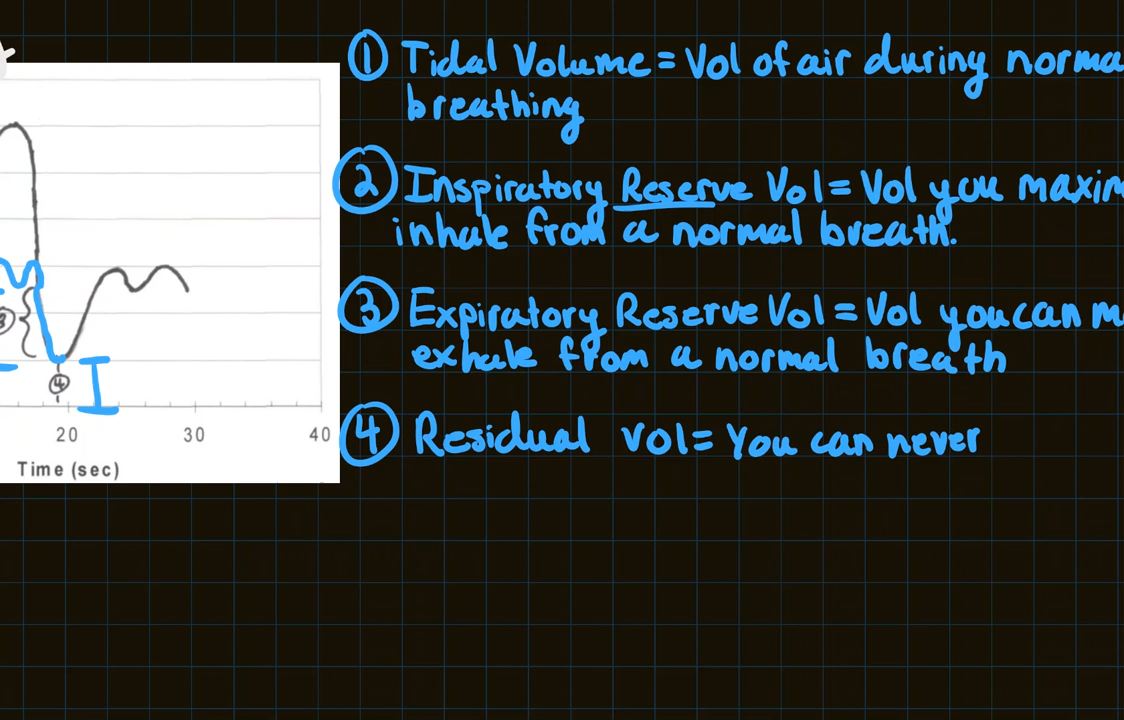 ① Tidal Volume = Vol of air during norma
breathing
② Inspiratory Reserve Vol = Vol you maxim
inhale from a normal breath.
③ Expiratory Reserve Vol = Vol you can m
exhale from a normal breath
④ Residual vol = You can never
③
④
20 30 40
Time (sec)